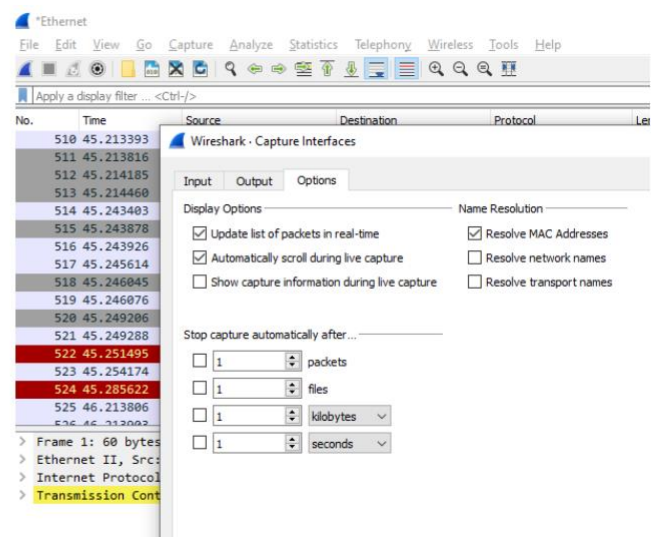 *Ethernet
File Edit View Go Capture Analyze Statistics Telephony Wireless Tools Help
Apply a display filter ... <Ctrl-/>
No. Time Source Destination Protocol Len
Wireshark · Capture Interfaces
Input Output Options
Display Options
Update list of packets in real-time
Automatically scroll during live capture
Show capture information during live capture
Name Resolution
Resolve MAC Addresses
Resolve network names
Resolve transport names
Stop capture automatically after...
1 packets
1 files
1 kilobytes
1 seconds
510 45.213393
511 45.213816
512 45.214185
513 45.214460
514 45.243403
515 45.243878
516 45.243926
517 45.245614
518 45.246045
519 45.246076
520 45.249206
521 45.249288
522 45.251495
523 45.254174
524 45.285622
525 46.213806
Frame 1: 60 bytes
Ethernet II, Src:
Internet Protocol
Transmission Cont